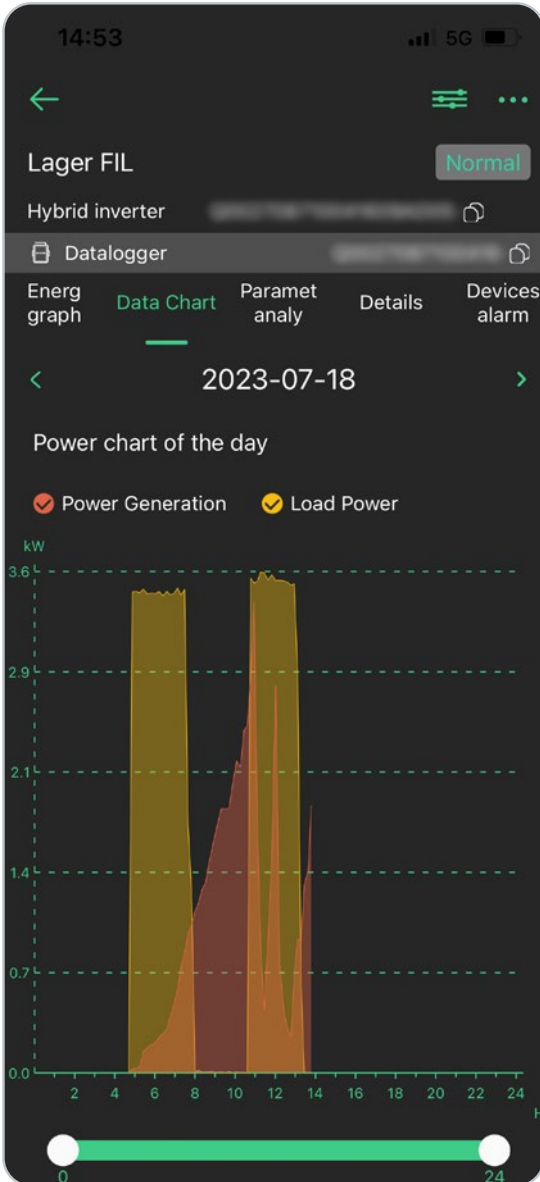 14:53 5G
Lager FIL Normal
Hybrid inverter
Datalogger
Energ graph Data Chart Paramet analy Details Devices alarm
2023-07-18
Power chart of the day
Power Generation Load Power
kW
3.6
2.9
2.1
1.4
0.7
0.0
2 4 6 8 10 12 14 16 18 20 22 24
H
0 24